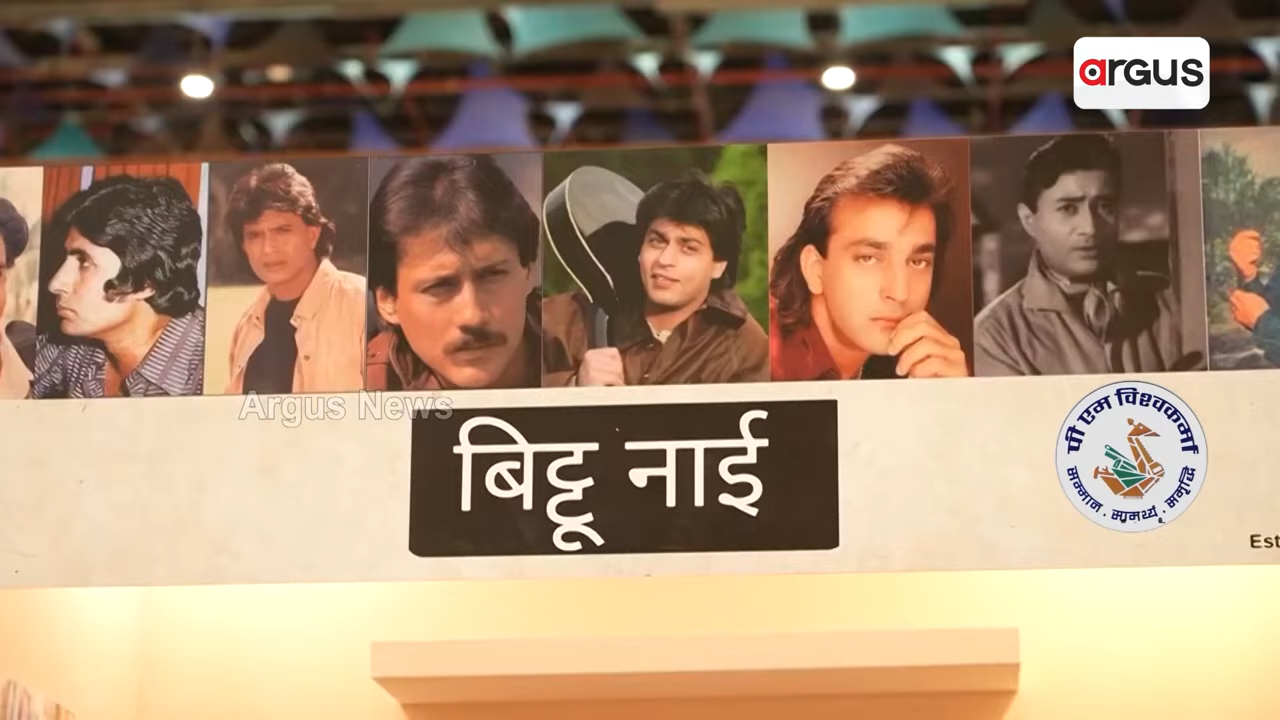 argus
Argus News
बिट्टू नाई
पी एम विश्वकर्मा
सम्मान . सामर्थ्य . समृद्धि
Est